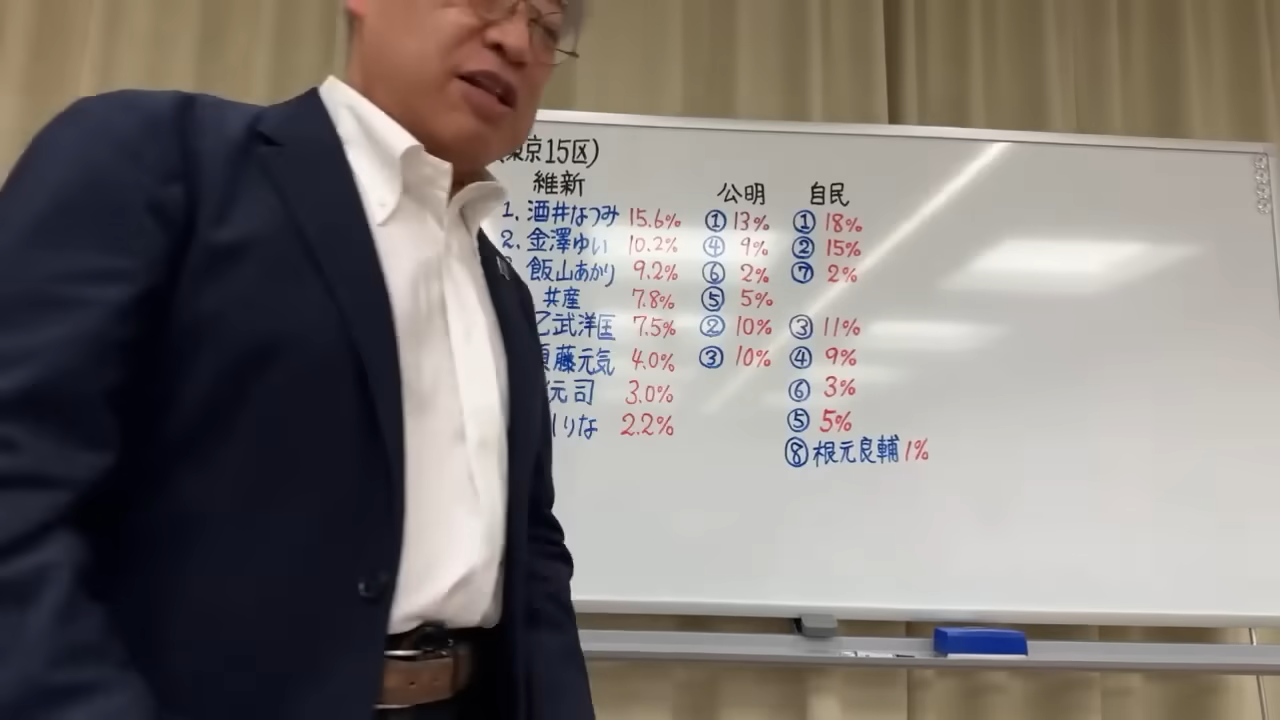 東京15区)
維新 公明 自民
1. 酒井なつみ 15.6% ① 13% ① 18%
2. 金澤ゆい 10.2% ④ 9% ② 15%
飯山あかり 9.2% ⑥ 2% ⑦ 2%
共産 7.8% ⑤ 5%
乙武洋匡 7.5% ② 10% ③ 11%
須藤元気 4.0% ③ 10% ④ 9%
元司 3.0% ⑥ 3%
りな 2.2% ⑤ 5%
⑧ 根元良輔 1%